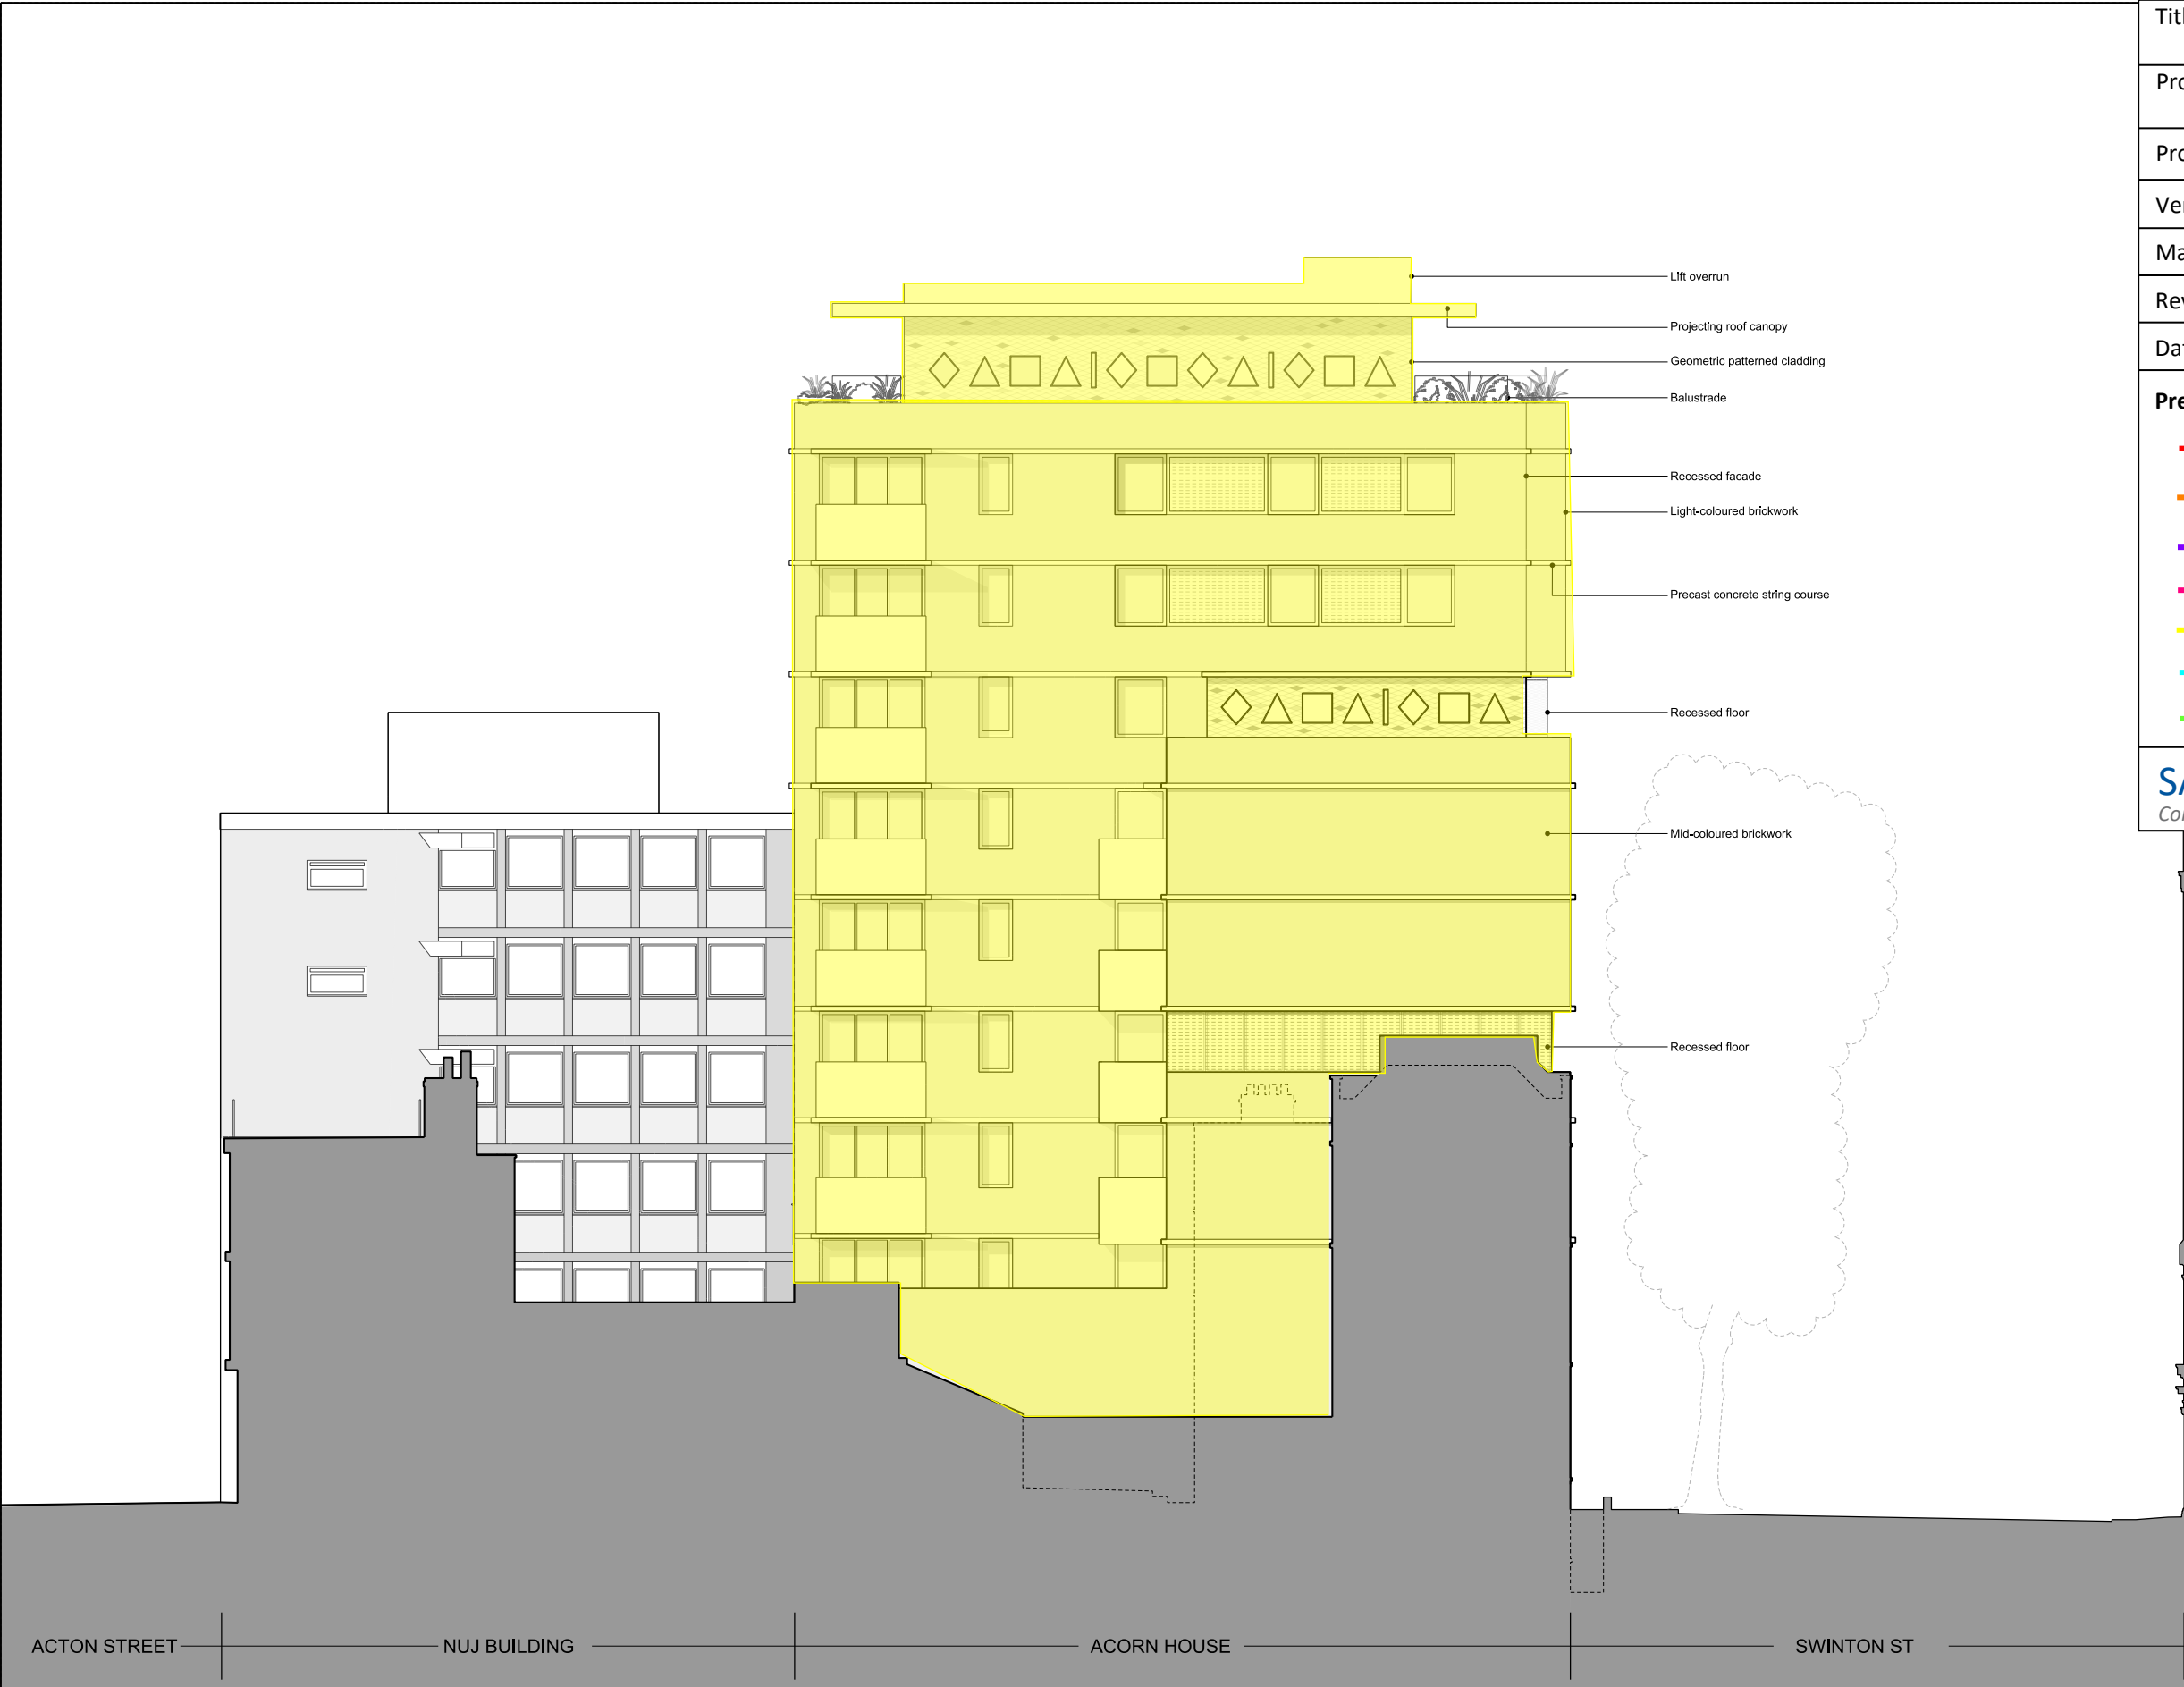 Lift overrun
Projecting roof canopy
Geometric patterned cladding
Balustrade
Recessed facade
Light-coloured brickwork
Precast concrete string course
Recessed floor
Mid-coloured brickwork
Recessed floor
ACTON STREET
NUJ BUILDING
ACORN HOUSE
SWINTON ST